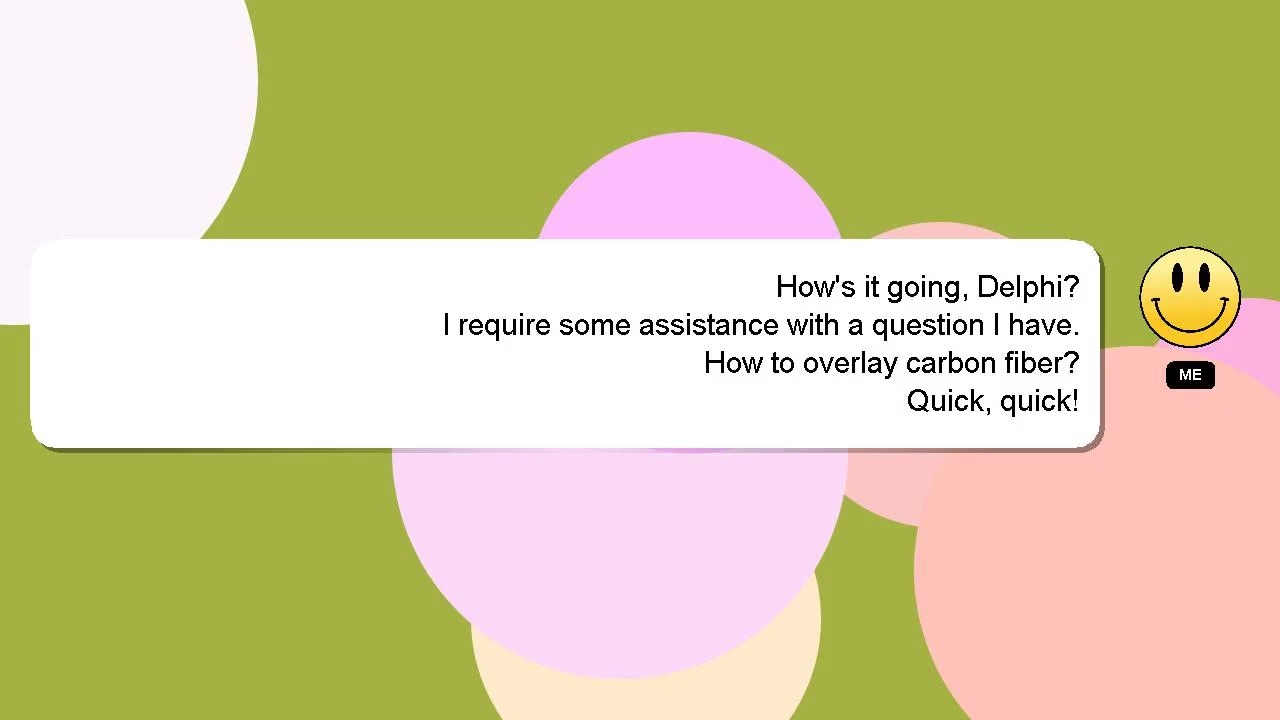 How's it going, Delphi?
I require some assistance with a question I have.
How to overlay carbon fiber?
Quick, quick!
ME